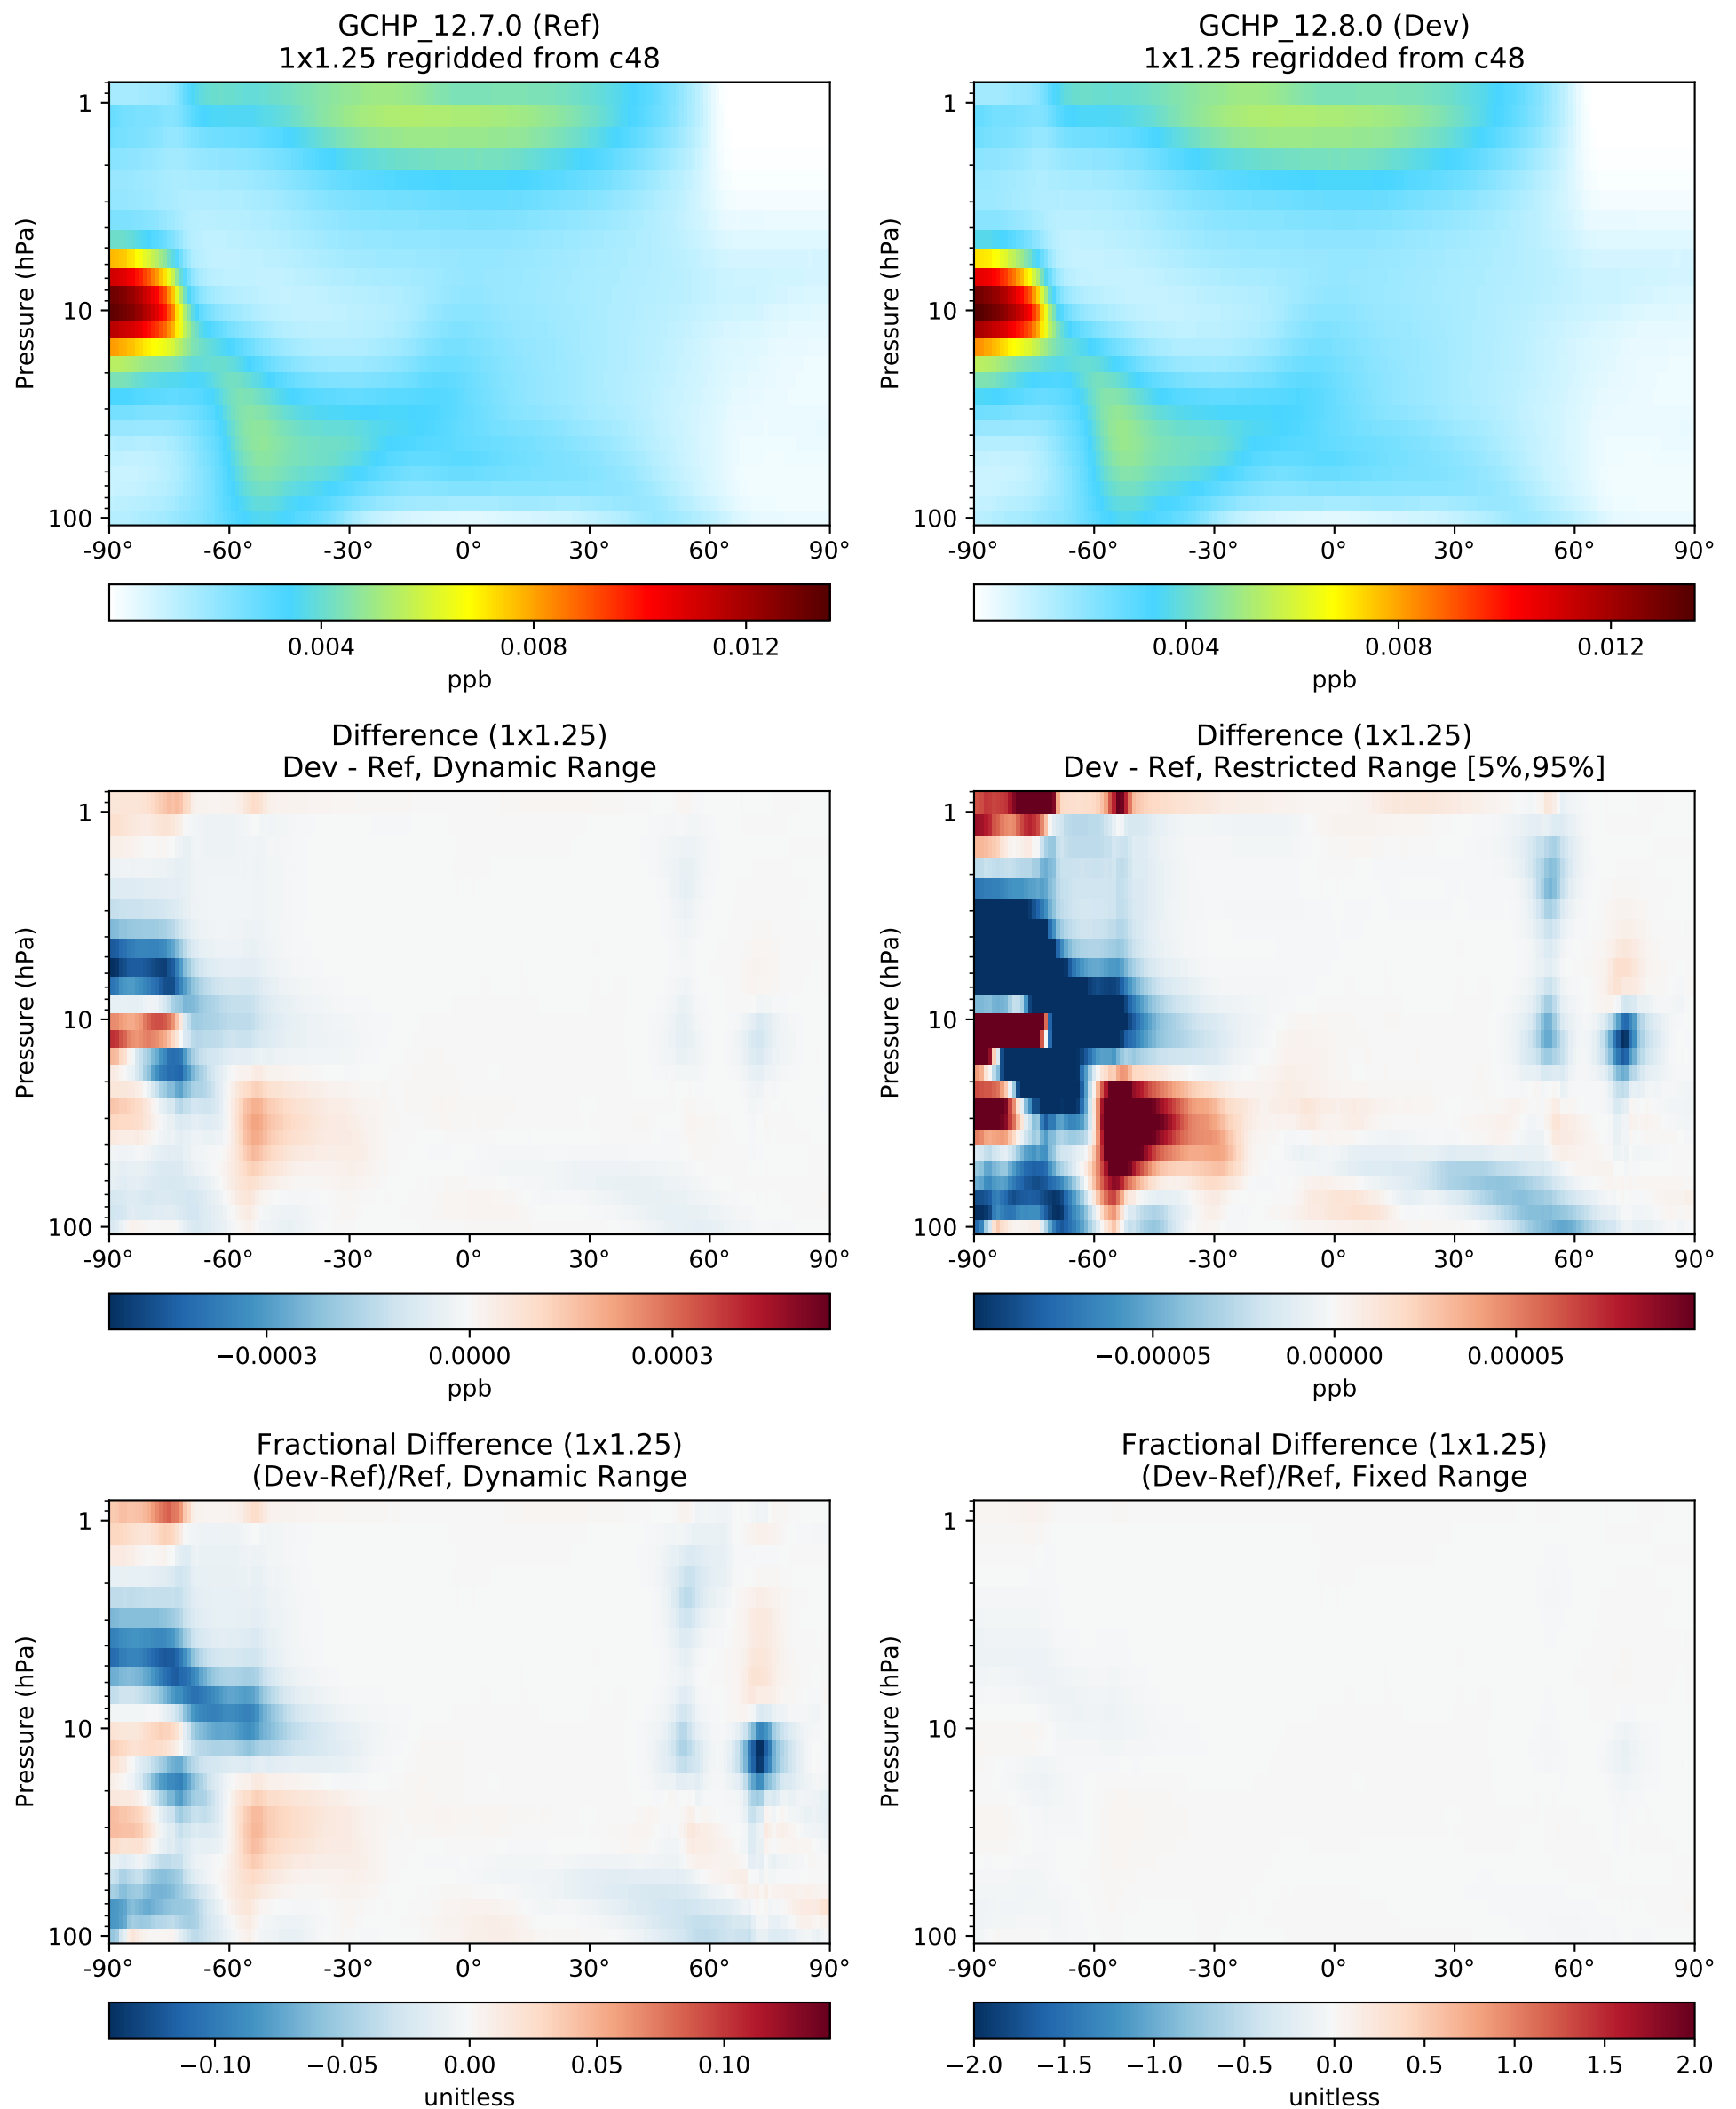 GCHP_12.7.0 (Ref)
1x1.25 regridded from c48
Pressure (hPa)
1
10
100
-90° -60° -30° 0° 30° 60° 90°
0.004 0.008 0.012
ppb
GCHP_12.8.0 (Dev)
1x1.25 regridded from c48
Pressure (hPa)
1
10
100
-90° -60° -30° 0° 30° 60° 90°
0.004 0.008 0.012
ppb
Difference (1x1.25)
Dev - Ref, Dynamic Range
Pressure (hPa)
1
10
100
-90° -60° -30° 0° 30° 60° 90°
−0.0003 0.0000 0.0003
ppb
Difference (1x1.25)
Dev - Ref, Restricted Range [5%,95%]
Pressure (hPa)
1
10
100
-90° -60° -30° 0° 30° 60° 90°
−0.00005 0.00000 0.00005
ppb
Fractional Difference (1x1.25)
(Dev-Ref)/Ref, Dynamic Range
Pressure (hPa)
1
10
100
-90° -60° -30° 0° 30° 60° 90°
−0.10 −0.05 0.00 0.05 0.10
unitless
Fractional Difference (1x1.25)
(Dev-Ref)/Ref, Fixed Range
Pressure (hPa)
1
10
100
-90° -60° -30° 0° 30° 60° 90°
−2.0 −1.5 −1.0 −0.5 0.0 0.5 1.0 1.5 2.0
unitless